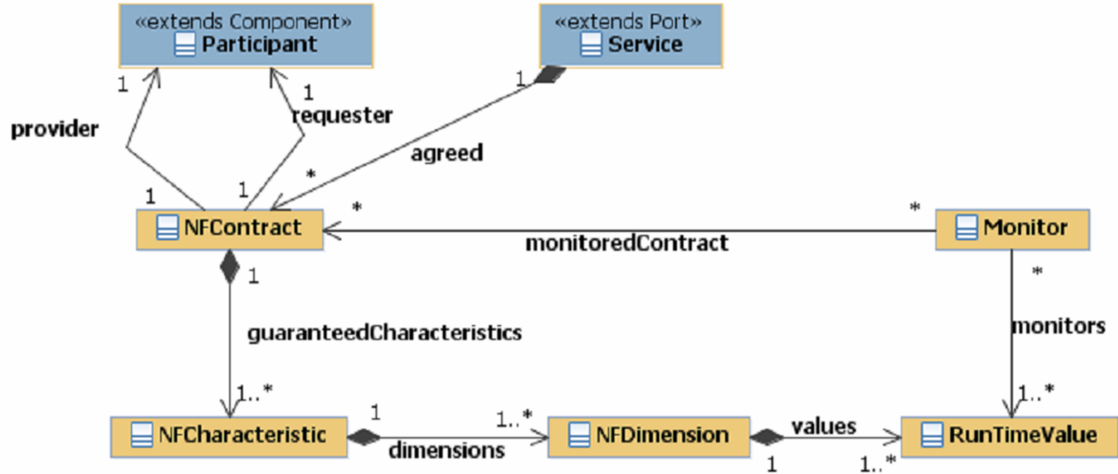 «extends Component»
Participant
«extends Port»
Service
1
1
1
provider
requester
agreed
1
1
*
*
*
NFContract
Monitor
monitoredContract
1
*
guaranteedCharacteristics
monitors
1..*
1..*
NFCharacteristic
1
dimensions
1..*
NFDimension
values
1
1..*
RunTimeValue